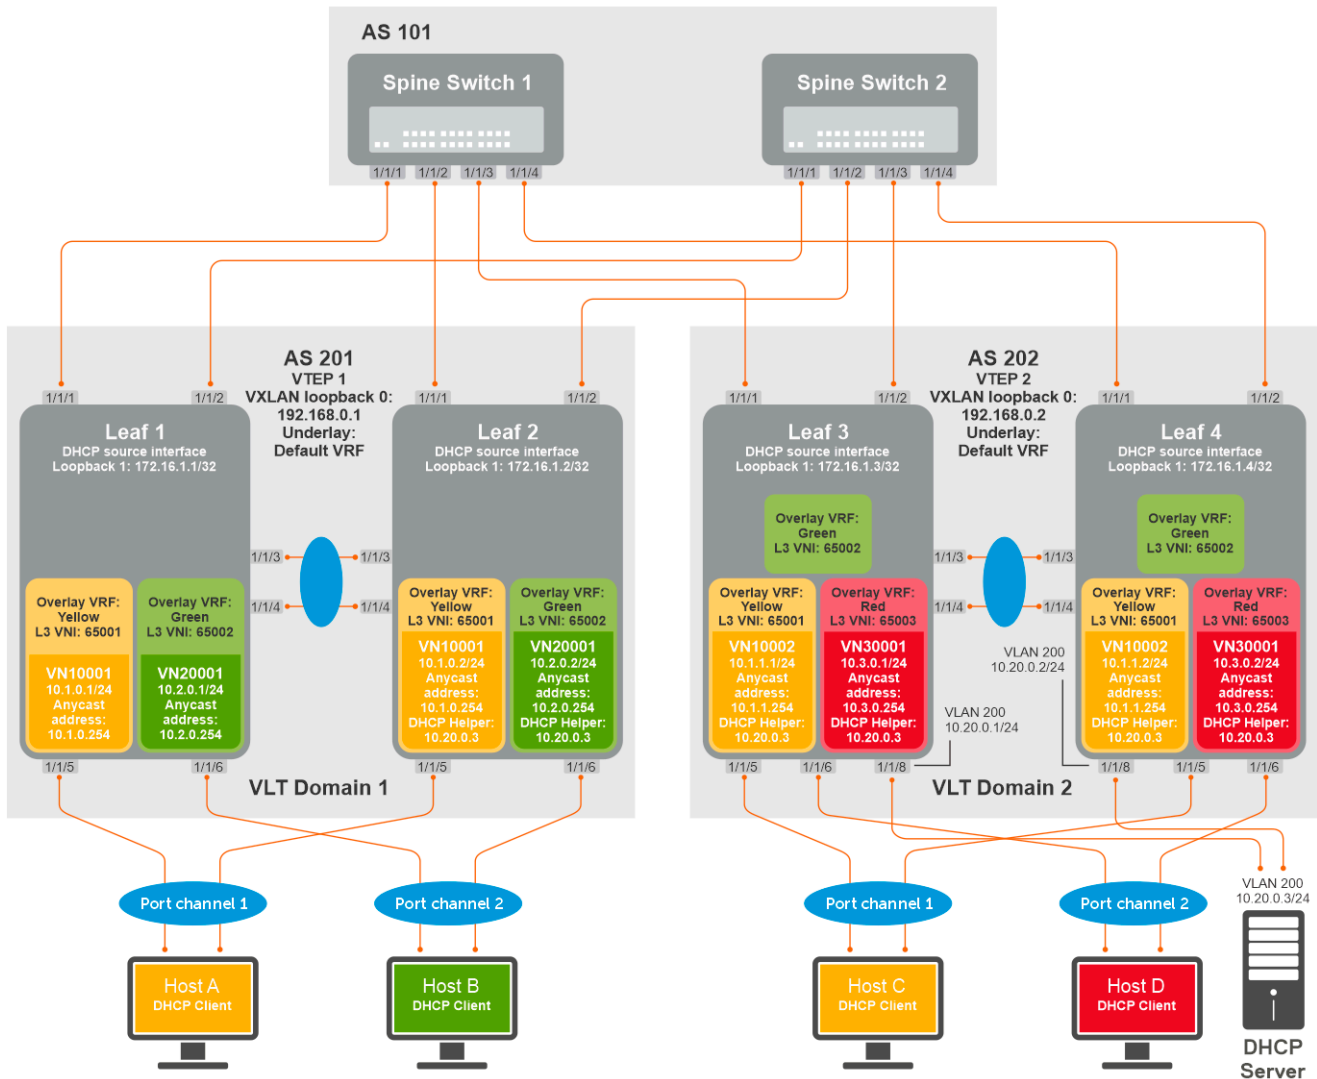 AS 101
Spine Switch 1
Spine Switch 2
1/1/1
1/1/2
1/1/3
1/1/4
1/1/1
1/1/2
1/1/3
1/1/4
AS 201
VTEP 1
VXLAN loopback 0:
192.168.0.1
Underlay:
Default VRF
AS 202
VTEP 2
VXLAN loopback 0:
192.168.0.2
Underlay:
Default VRF
1/1/1
1/1/2
1/1/1
1/1/2
1/1/1
1/1/2
1/1/1
1/1/2
Leaf 1
DHCP source interface
Loopback 1: 172.16.1.1/32
Leaf 2
DHCP source interface
Loopback 1: 172.16.1.2/32
Leaf 3
DHCP source interface
Loopback 1: 172.16.1.3/32
Leaf 4
DHCP source interface
Loopback 1: 172.16.1.4/32
Overlay VRF:
Green
L3 VNI: 65002
Overlay VRF:
Green
L3 VNI: 65002
1/1/3
1/1/3
1/1/4
1/1/4
1/1/3
1/1/3
1/1/4
1/1/4
Overlay VRF:
Yellow
L3 VNI: 65001
VN10001
10.1.0.1/24
Anycast
address:
10.1.0.254
Overlay VRF:
Green
L3 VNI: 65002
VN20001
10.2.0.1/24
Anycast
address:
10.2.0.254
Overlay VRF:
Yellow
L3 VNI: 65001
VN10001
10.1.0.2/24
Anycast
address:
10.1.0.254
DHCP Helper:
10.20.0.3
Overlay VRF:
Green
L3 VNI: 65002
VN20001
10.2.0.2/24
Anycast
address:
10.2.0.254
DHCP Helper:
10.20.0.3
Overlay VRF:
Yellow
L3 VNI: 65001
VN10002
10.1.1.1/24
Anycast
address:
10.1.1.254
DHCP Helper:
10.20.0.3
Overlay VRF:
Red
L3 VNI: 65003
VN30001
10.3.0.1/24
Anycast
address:
10.3.0.254
DHCP Helper:
10.20.0.3
VLAN 200
10.20.0.2/24
VLAN 200
10.20.0.1/24
Overlay VRF:
Yellow
L3 VNI: 65001
VN10002
10.1.1.2/24
Anycast
address:
10.1.1.254
DHCP Helper:
10.20.0.3
Overlay VRF:
Red
L3 VNI: 65003
VN30001
10.3.0.2/24
Anycast
address:
10.3.0.254
DHCP Helper:
10.20.0.3
1/1/5
1/1/6
1/1/5
1/1/6
1/1/5
1/1/6
1/1/8
1/1/8
1/1/5
1/1/6
VLT Domain 1
VLT Domain 2
Port channel 1
Port channel 2
Port channel 1
Port channel 2
VLAN 200
10.20.0.3/24
Host A
DHCP Client
Host B
DHCP Client
Host C
DHCP Client
Host D
DHCP Client
DHCP
Server